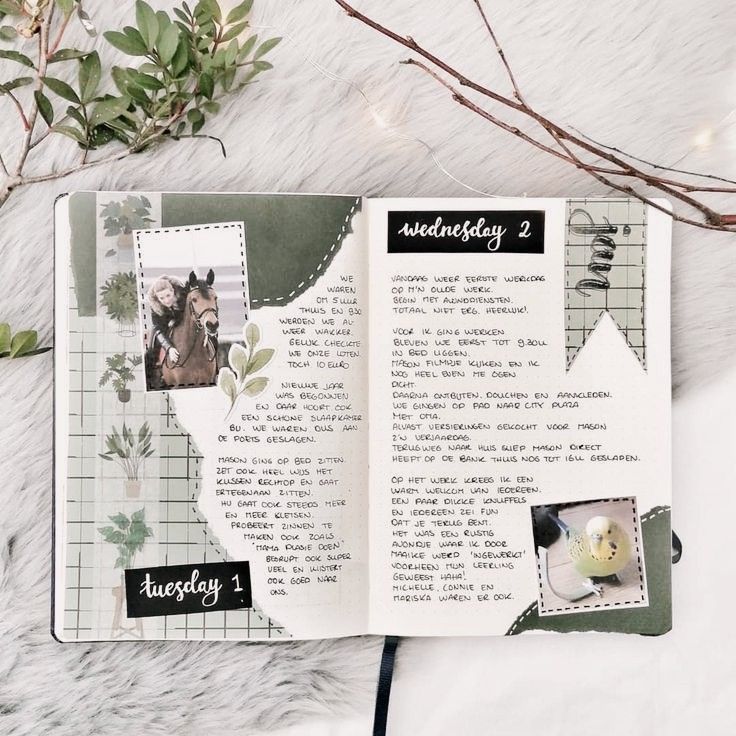 WE
WAREN
OM 5 UUR
THUIS EN 930
WERDEN WE AL
WEER WAKKER.
GELIJK CHECKTE
WE ONZE LOTEN.
TOCH 10 EURO
NIEUWE JAAR
WAS BEGONNEN
EN DAAR HOORT OOK
EEN SCHONE SLAAPKAMER
BIJ. WE WAREN DUS AAN
DE POETS GESLAGEN.
MASON GING OP BED ZITTEN.
ZET OOK HEEL WIJS HET
KUSSEN RECHTOP EN GAAT
ERTEGENAAN ZITTEN.
HIJ GAAT OOK STEEDS MEER
EN MEER KLETSEN.
PROBEERT ZINNEN TE
MAKEN OOK ZOALS
"MAMA PLASIE DOEN"
BEGRIJPT OOK SUPER
VEEL EN LUISTERT
OOK GOED NAAR
ONS.
tuesday 1
wednesday 2
jan
VANDAAG WEER EERSTE WERKDAG
OP M'N OUDE WERK.
BEGIN MET AVONDDIENSTEN.
TOTAAL NIET ERG, HEERLIJK!
VOOR IK GING WERKEN
BLEVEN WE EERST TOT 9.30U
IN BED LIGGEN.
MASON FILMPJE KIJKEN EN IK
NOG HEEL EVEN ME OGEN
DICHT.
DAARNA ONTBIJTEN, DOUCHEN EN AANKLEDEN.
WE GINGEN OP PAD NAAR CITY PLAZA
MET OMA.
ALVAST VERSIERINGEN GEKOCHT VOOR MASON
Z'N VERJAARDAG.
TERUGWEG NAAR HUIS SLIEP MASON DIRECT
HEEFT OP DE BANK THUIS NOG TOT 16U GESLAPEN.
OP HET WERK KREEG IK EEN
WARM WELKOM VAN IEDEREEN.
EEN PAAR DIKKE KNUFFELS
EN IEDEREEN ZEI FIJN
DAT JE TERUG BENT.
HET WAS EEN RUSTIG
AVONDJE WAAR IK DOOR
MAAIKE WERD 'INGEWERKT'
VOORHEEN MIJN LEERLING
GEWEEST HAHA!
MICHELLE, CONNIE EN
MARISKA WAREN ER OOK.